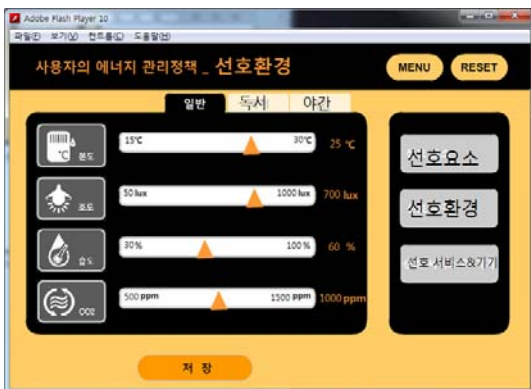 Adobe Flash Player 10
파일(F) 보기(V) 컨트롤(C) 도움말(H)
사용자의 에너지 관리정책 _ 선호환경
MENU RESET
일반 독서 야간
℃ 온도 15℃ 30℃ 25 ℃
선호요소
조도 50 lux 1000 lux 700 lux
선호환경
습도 30% 100% 60 %
선호 서비스&기기
CO2 500 ppm 1500 ppm 1000 ppm
저 장